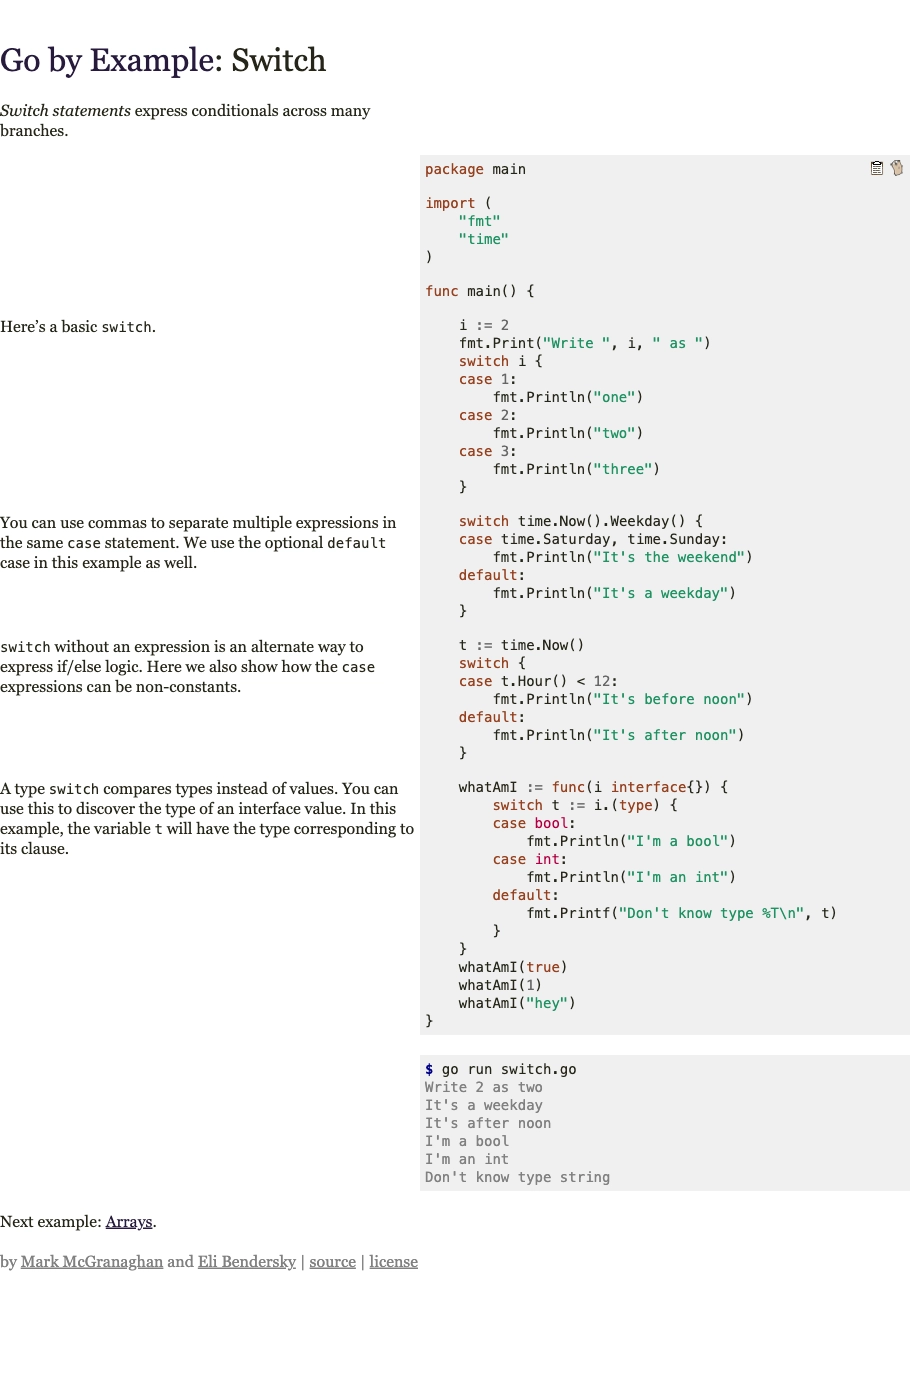 Go by Example: Switch
Switch statements express conditionals across many
branches.
package main
import (
    "fmt"
    "time"
)
func main() {
Here’s a basic switch.
    i := 2
    fmt.Print("Write ", i, " as ")
    switch i {
    case 1:
        fmt.Println("one")
    case 2:
        fmt.Println("two")
    case 3:
        fmt.Println("three")
    }
You can use commas to separate multiple expressions in
the same case statement. We use the optional default
case in this example as well.
    switch time.Now().Weekday() {
    case time.Saturday, time.Sunday:
        fmt.Println("It's the weekend")
    default:
        fmt.Println("It's a weekday")
    }
switch without an expression is an alternate way to
express if/else logic. Here we also show how the case
expressions can be non-constants.
    t := time.Now()
    switch {
    case t.Hour() < 12:
        fmt.Println("It's before noon")
    default:
        fmt.Println("It's after noon")
    }
A type switch compares types instead of values. You can
use this to discover the type of an interface value. In this
example, the variable t will have the type corresponding to
its clause.
    whatAmI := func(i interface{}) {
        switch t := i.(type) {
        case bool:
            fmt.Println("I'm a bool")
        case int:
            fmt.Println("I'm an int")
        default:
            fmt.Printf("Don't know type %T\n", t)
        }
    }
    whatAmI(true)
    whatAmI(1)
    whatAmI("hey")
}
$ go run switch.go
Write 2 as two
It's a weekday
It's after noon
I'm a bool
I'm an int
Don't know type string
Next example: Arrays.
by Mark McGranaghan and Eli Bendersky | source | license